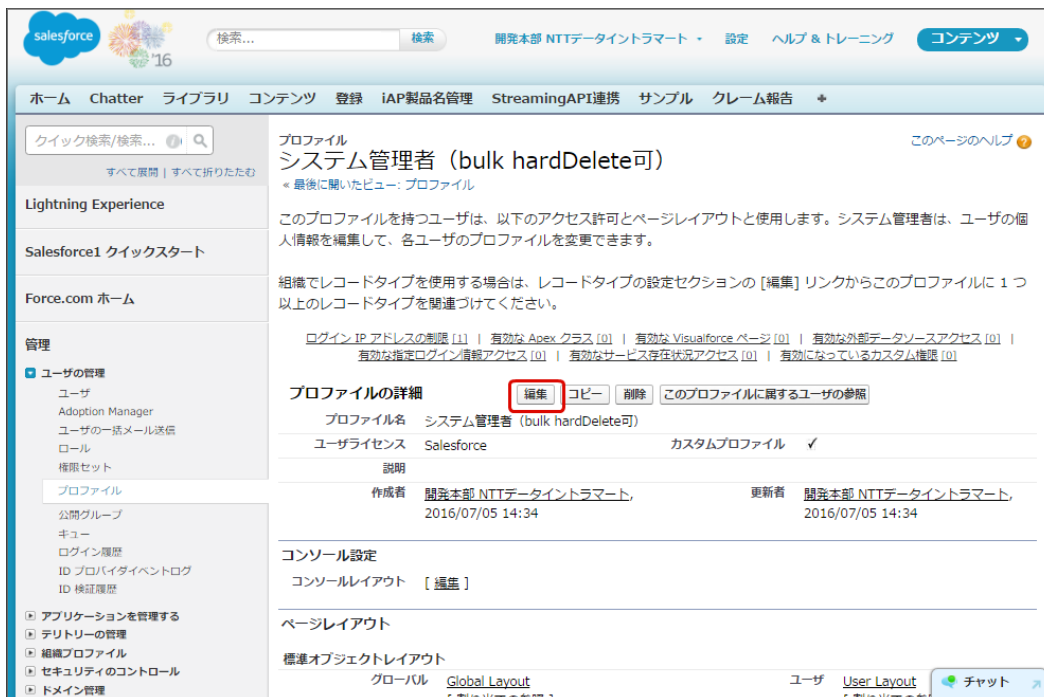 salesforce
'16
検索...
検索
開発本部 NTTデータイントラマート
設定
ヘルプ & トレーニング
コンテンツ
ホーム Chatter ライブラリ コンテンツ 登録 iAP製品名管理 StreamingAPI連携 サンプル クレーム報告 +
クイック検索/検索...
すべて展開 | すべて折りたたむ
Lightning Experience
Salesforce1 クイックスタート
Force.com ホーム
管理
ユーザの管理
ユーザ
Adoption Manager
ユーザの一括メール送信
ロール
権限セット
プロファイル
公開グループ
キュー
ログイン履歴
ID プロバイダイベントログ
ID 検証履歴
アプリケーションを管理する
テリトリーの管理
組織プロファイル
セキュリティのコントロール
ドメイン管理
プロファイル
このページのヘルプ ?
システム管理者（bulk hardDelete可）
« 最後に開いたビュー: プロファイル
このプロファイルを持つユーザは、以下のアクセス許可とページレイアウトと使用します。システム管理者は、ユーザの個
人情報を編集して、各ユーザのプロファイルを変更できます。
組織でレコードタイプを使用する場合は、レコードタイプの設定セクションの [編集] リンクからこのプロファイルに 1 つ
以上のレコードタイプを関連づけてください。
ログイン IP アドレスの制限 [1] | 有効な Apex クラス [0] | 有効な Visualforce ページ [0] | 有効な外部データソースアクセス [0] |
有効な指定ログイン情報アクセス [0] | 有効なサービス存在状況アクセス [0] | 有効になっているカスタム権限 [0]
プロファイルの詳細 編集 コピー 削除 このプロファイルに属するユーザの参照
プロファイル名 システム管理者（bulk hardDelete可）
ユーザライセンス Salesforce カスタムプロファイル ✓
説明
作成者 開発本部 NTTデータイントラマート, 更新者 開発本部 NTTデータイントラマート,
2016/07/05 14:34 2016/07/05 14:34
コンソール設定
コンソールレイアウト [ 編集 ]
ページレイアウト
標準オブジェクトレイアウト
グローバル Global Layout ユーザ User Layout
チャット